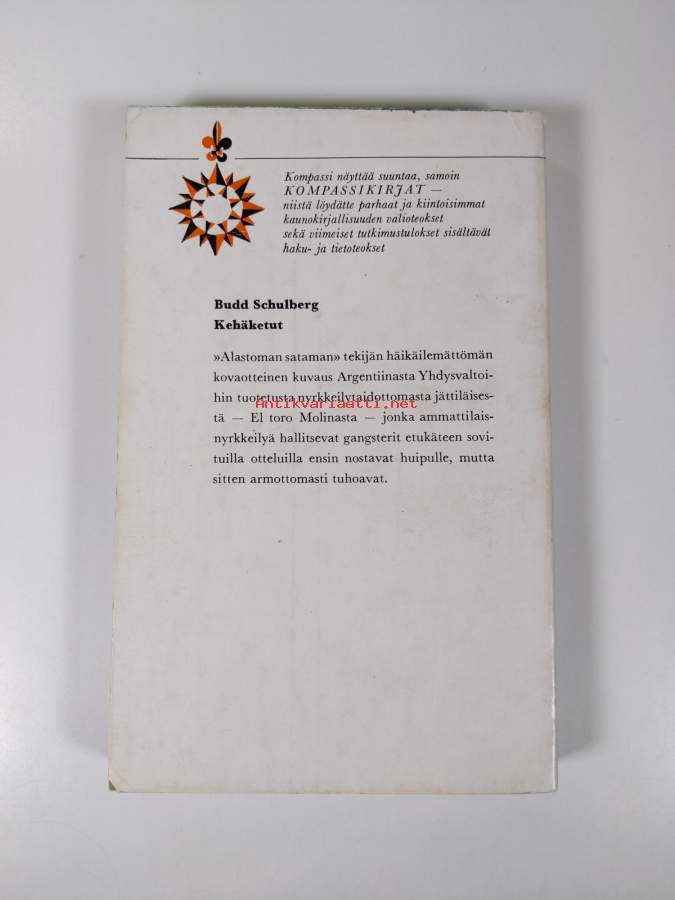 Kompassi näyttää suuntaa, samoin
KOMPASSIKIRJAT —
niistä löydätte parhaat ja kiintoisimmat
kaunokirjallisuuden valioteokset
sekä viimeiset tutkimustulokset sisältävät
haku- ja tietoteokset
Budd Schulberg
Kehäketut
»Alastoman sataman» tekijän häikäilemättömän
kovaotteinen kuvaus Argentiinasta Yhdysvaltoi-
hin tuotetusta nyrkkeilytaidottomasta jättiläises-
Antikvariaatti.net
tä — El toro Molinasta — jonka ammattilais-
nyrkkeilyä hallitsevat gangsterit etukäteen sovi-
tuilla otteluilla ensin nostavat huipulle, mutta
sitten armottomasti tuhoavat.